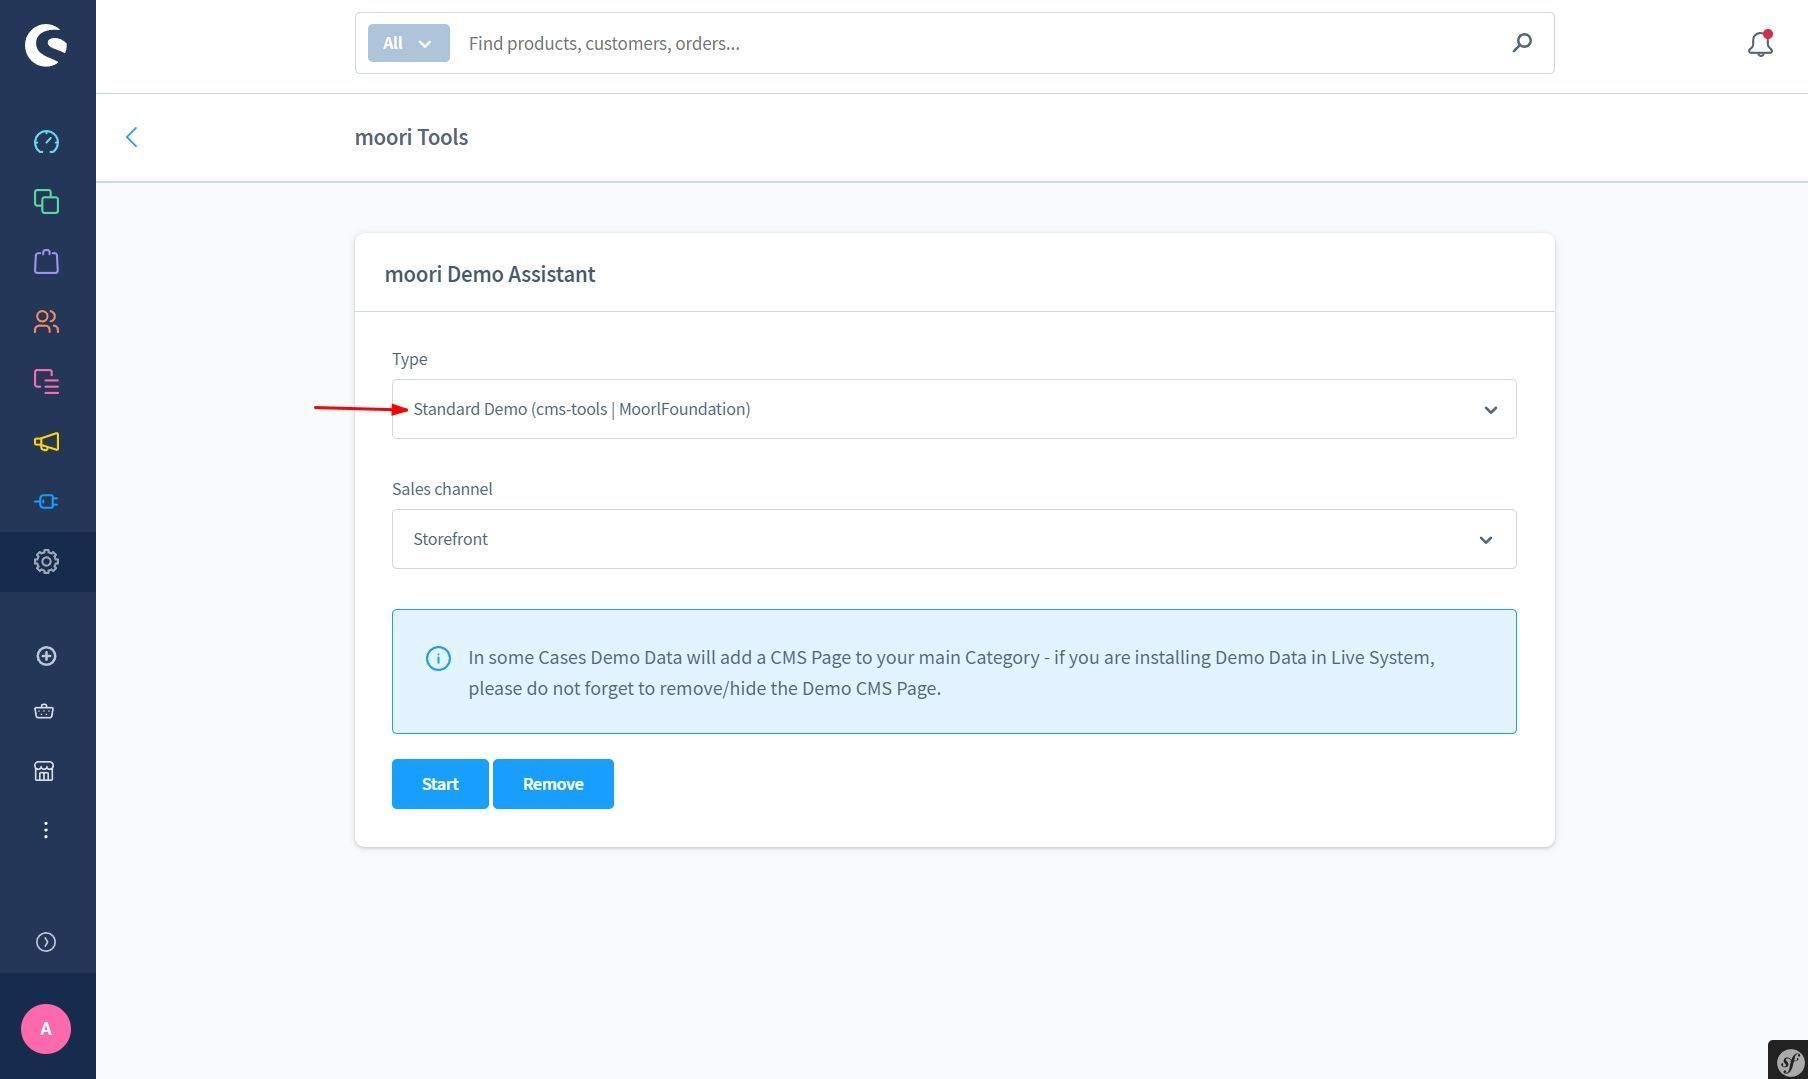 All
Find products, customers, orders...
moori Tools
moori Demo Assistant
Type
Standard Demo (cms-tools | MoorlFoundation)
Sales channel
Storefront
In some Cases Demo Data will add a CMS Page to your main Category - if you are installing Demo Data in Live System,
please do not forget to remove/hide the Demo CMS Page.
Start
Remove
A
sf